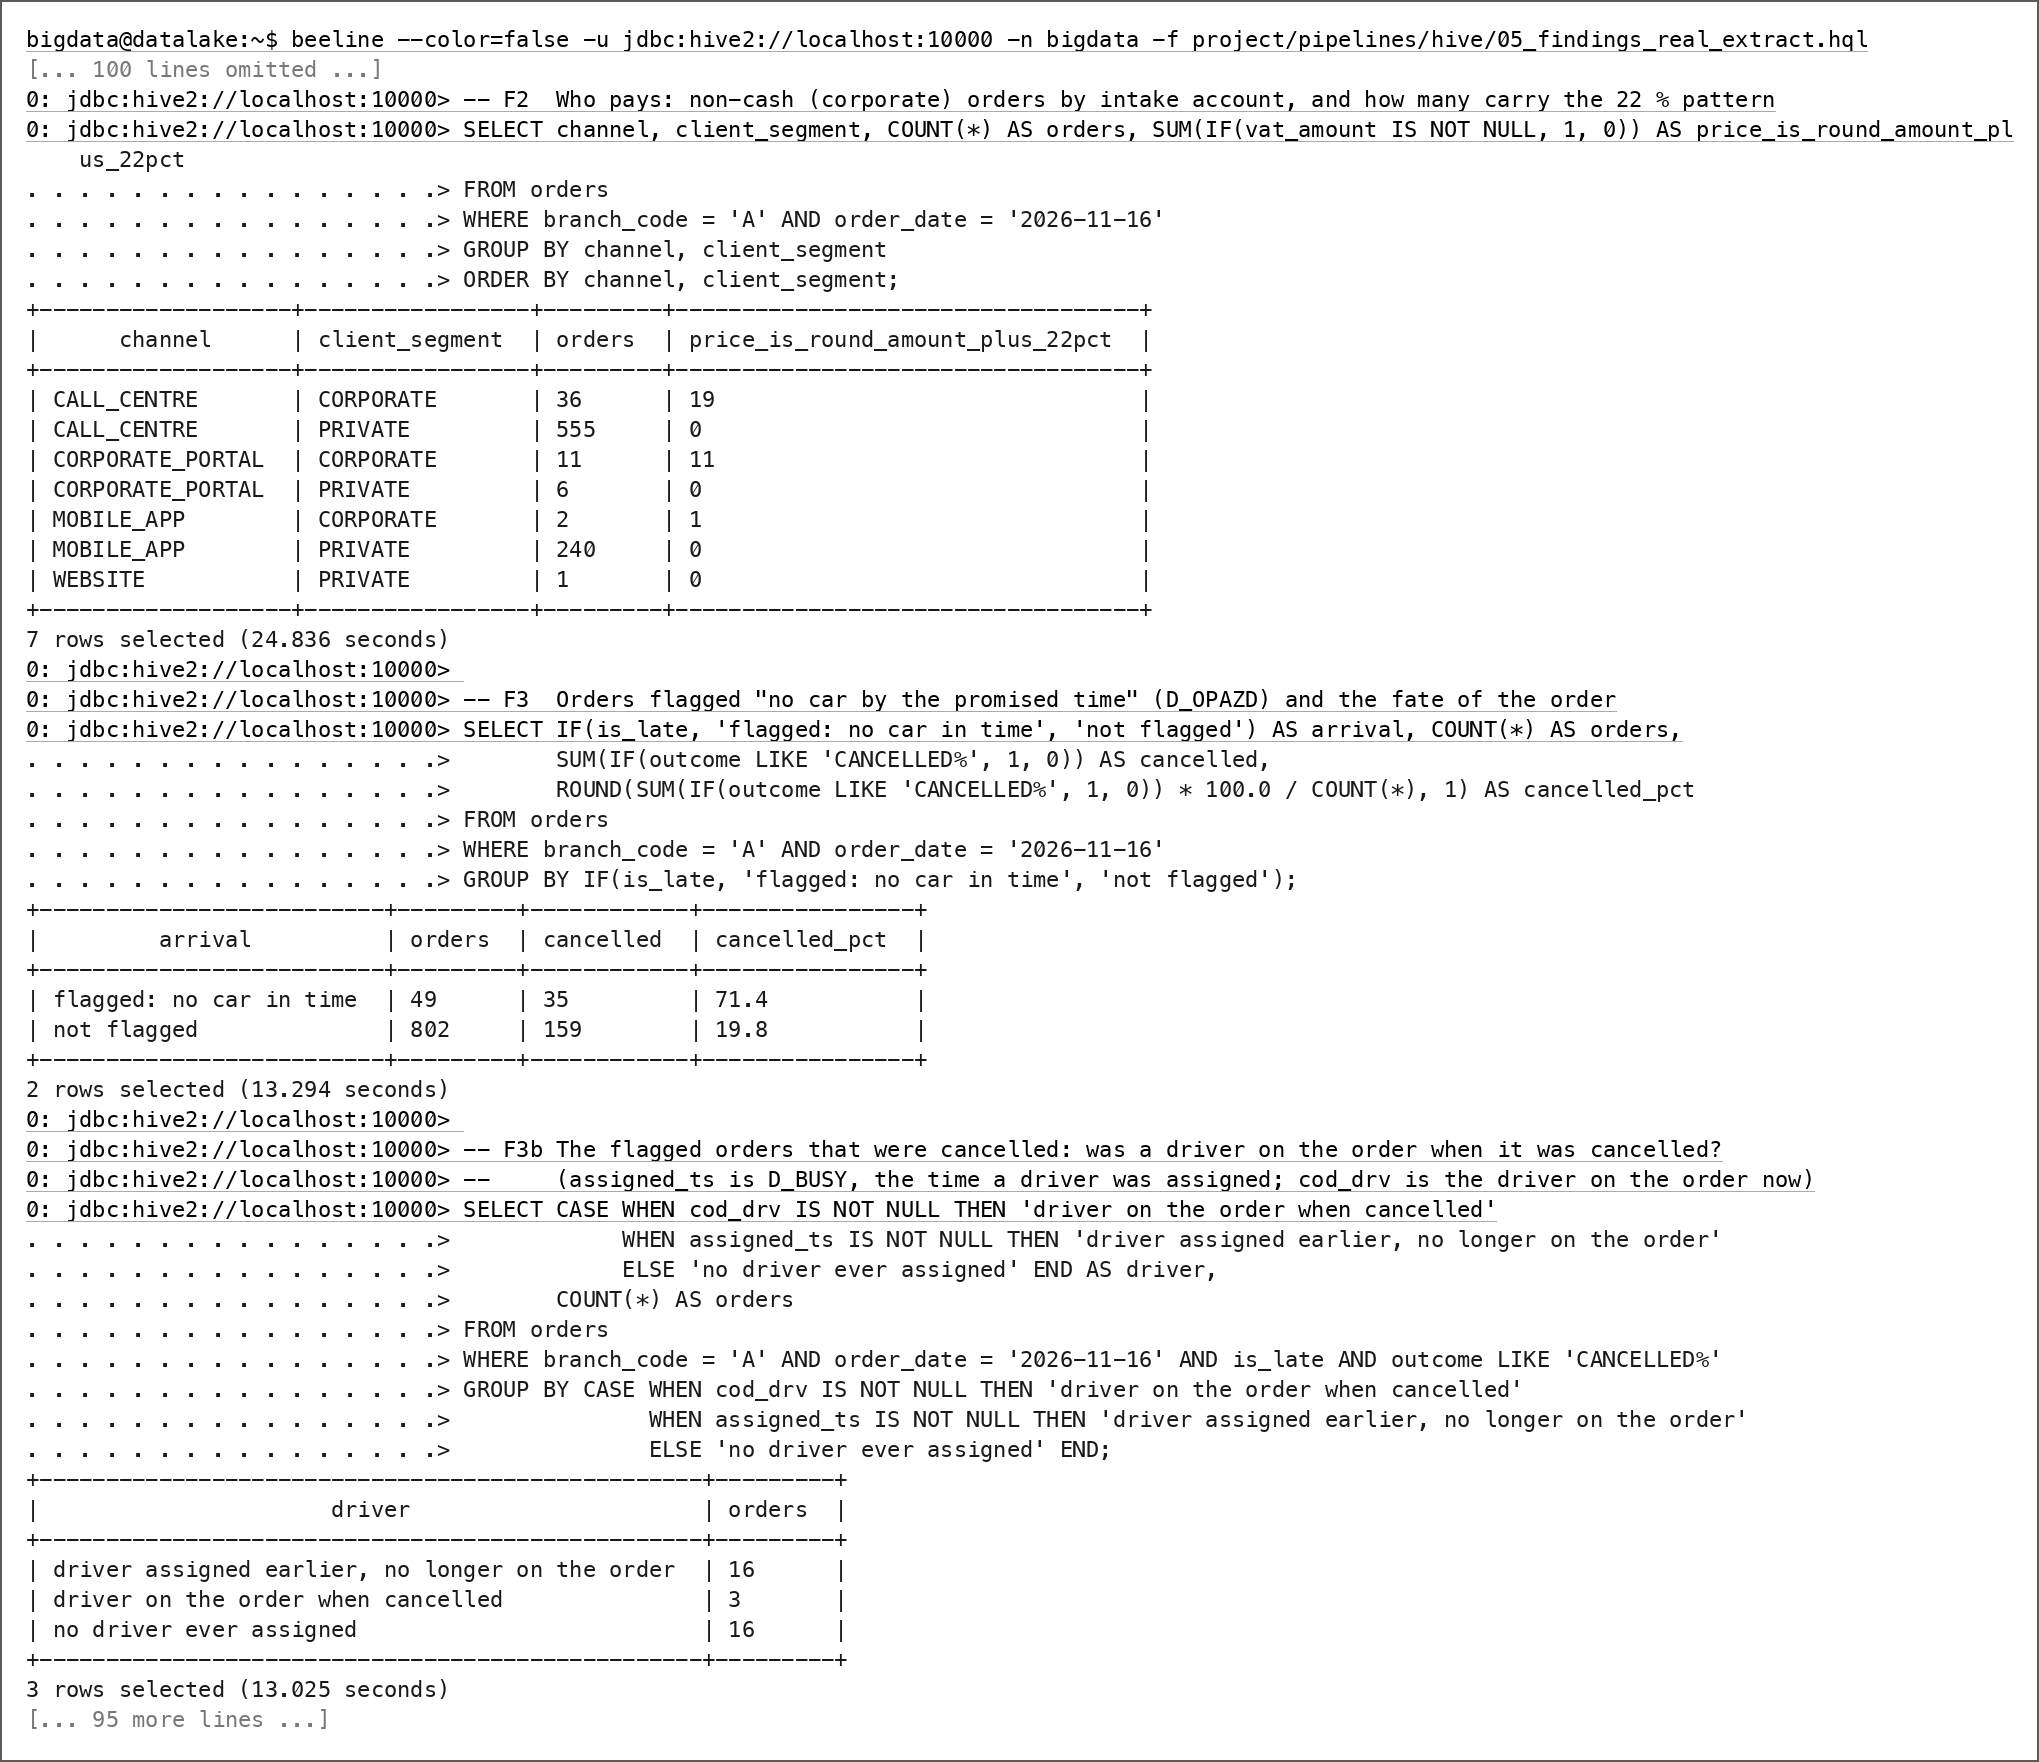 bigdata@datalake:~$ beeline --color=false -u jdbc:hive2://localhost:10000 -n bigdata -f project/pipelines/hive/05_findings_real_extract.hql
[... 100 lines omitted ...]
0: jdbc:hive2://localhost:10000> -- F2  Who pays: non-cash (corporate) orders by intake account, and how many carry the 22 % pattern
0: jdbc:hive2://localhost:10000> SELECT channel, client_segment, COUNT(*) AS orders, SUM(IF(vat_amount IS NOT NULL, 1, 0)) AS price_is_round_amount_pl
    us_22pct
. . . . . . . . . . . . . . . .> FROM orders
. . . . . . . . . . . . . . . .> WHERE branch_code = 'A' AND order_date = '2026-11-16'
. . . . . . . . . . . . . . . .> GROUP BY channel, client_segment
. . . . . . . . . . . . . . . .> ORDER BY channel, client_segment;
+-------------------+-----------------+---------+-----------------------------------+
|      channel      | client_segment  | orders  | price_is_round_amount_plus_22pct  |
+-------------------+-----------------+---------+-----------------------------------+
| CALL_CENTRE       | CORPORATE       | 36      | 19                                |
| CALL_CENTRE       | PRIVATE         | 555     | 0                                 |
| CORPORATE_PORTAL  | CORPORATE       | 11      | 11                                |
| CORPORATE_PORTAL  | PRIVATE         | 6       | 0                                 |
| MOBILE_APP        | CORPORATE       | 2       | 1                                 |
| MOBILE_APP        | PRIVATE         | 240     | 0                                 |
| WEBSITE           | PRIVATE         | 1       | 0                                 |
+-------------------+-----------------+---------+-----------------------------------+
7 rows selected (24.836 seconds)
0: jdbc:hive2://localhost:10000>
0: jdbc:hive2://localhost:10000> -- F3  Orders flagged "no car by the promised time" (D_OPAZD) and the fate of the order
0: jdbc:hive2://localhost:10000> SELECT IF(is_late, 'flagged: no car in time', 'not flagged') AS arrival, COUNT(*) AS orders,
. . . . . . . . . . . . . . . .>        SUM(IF(outcome LIKE 'CANCELLED%', 1, 0)) AS cancelled,
. . . . . . . . . . . . . . . .>        ROUND(SUM(IF(outcome LIKE 'CANCELLED%', 1, 0)) * 100.0 / COUNT(*), 1) AS cancelled_pct
. . . . . . . . . . . . . . . .> FROM orders
. . . . . . . . . . . . . . . .> WHERE branch_code = 'A' AND order_date = '2026-11-16'
. . . . . . . . . . . . . . . .> GROUP BY IF(is_late, 'flagged: no car in time', 'not flagged');
+--------------------------+---------+------------+----------------+
|         arrival          | orders  | cancelled  | cancelled_pct  |
+--------------------------+---------+------------+----------------+
| flagged: no car in time  | 49      | 35         | 71.4           |
| not flagged              | 802     | 159        | 19.8           |
+--------------------------+---------+------------+----------------+
2 rows selected (13.294 seconds)
0: jdbc:hive2://localhost:10000>
0: jdbc:hive2://localhost:10000> -- F3b The flagged orders that were cancelled: was a driver on the order when it was cancelled?
0: jdbc:hive2://localhost:10000> --     (assigned_ts is D_BUSY, the time a driver was assigned; cod_drv is the driver on the order now)
0: jdbc:hive2://localhost:10000> SELECT CASE WHEN cod_drv IS NOT NULL THEN 'driver on the order when cancelled'
. . . . . . . . . . . . . . . .>             WHEN assigned_ts IS NOT NULL THEN 'driver assigned earlier, no longer on the order'
. . . . . . . . . . . . . . . .>             ELSE 'no driver ever assigned' END AS driver,
. . . . . . . . . . . . . . . .>        COUNT(*) AS orders
. . . . . . . . . . . . . . . .> FROM orders
. . . . . . . . . . . . . . . .> WHERE branch_code = 'A' AND order_date = '2026-11-16' AND is_late AND outcome LIKE 'CANCELLED%'
. . . . . . . . . . . . . . . .> GROUP BY CASE WHEN cod_drv IS NOT NULL THEN 'driver on the order when cancelled'
. . . . . . . . . . . . . . . .>               WHEN assigned_ts IS NOT NULL THEN 'driver assigned earlier, no longer on the order'
. . . . . . . . . . . . . . . .>               ELSE 'no driver ever assigned' END;
+--------------------------------------------------+---------+
|                      driver                      | orders  |
+--------------------------------------------------+---------+
| driver assigned earlier, no longer on the order  | 16      |
| driver on the order when cancelled               | 3       |
| no driver ever assigned                          | 16      |
+--------------------------------------------------+---------+
3 rows selected (13.025 seconds)
[... 95 more lines ...]